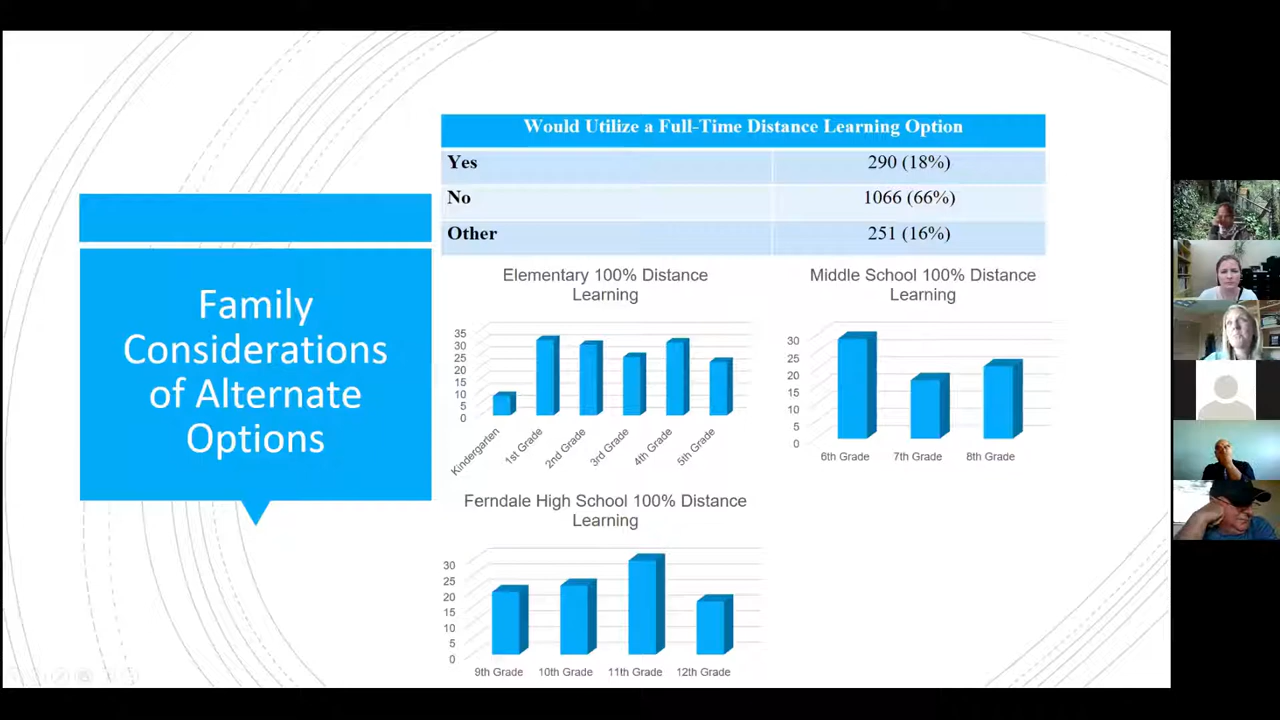 Would Utilize a Full-Time Distance Learning Option
Yes 290 (18%)
No 1066 (66%)
Other 251 (16%)
Family
Considerations
of Alternate
Options
Elementary 100% Distance
Learning
35
30
25
20
15
10
5
0
Kindergarten 1st Grade 2nd Grade 3rd Grade 4th Grade 5th Grade
Middle School 100% Distance
Learning
30
25
20
15
10
5
0
6th Grade 7th Grade 8th Grade
Ferndale High School 100% Distance
Learning
30
25
20
15
10
5
0
9th Grade 10th Grade 11th Grade 12th Grade